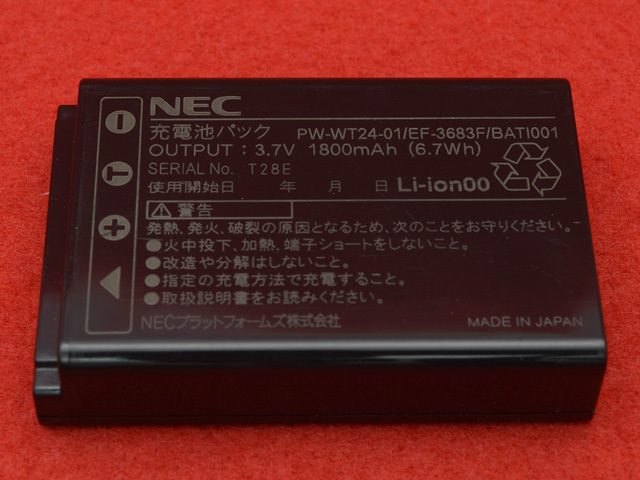 NEC
充電池パック PW-WT24-01/EF-3683F/BATI001
OUTPUT: 3.7V 1800mAh (6.7Wh)
SERIAL No. T28E
使用開始日 年 月 日 Li-ion00
警告
発熱、発火、破裂の原因となるため、次のことをお守りください。
●火中投下、加熱、端子ショートをしないこと。
●改造や分解はしないこと。
●指定の充電方法で充電すること。
●取扱説明書をお読みください。
NECプラットフォームズ株式会社 MADE IN JAPAN
T